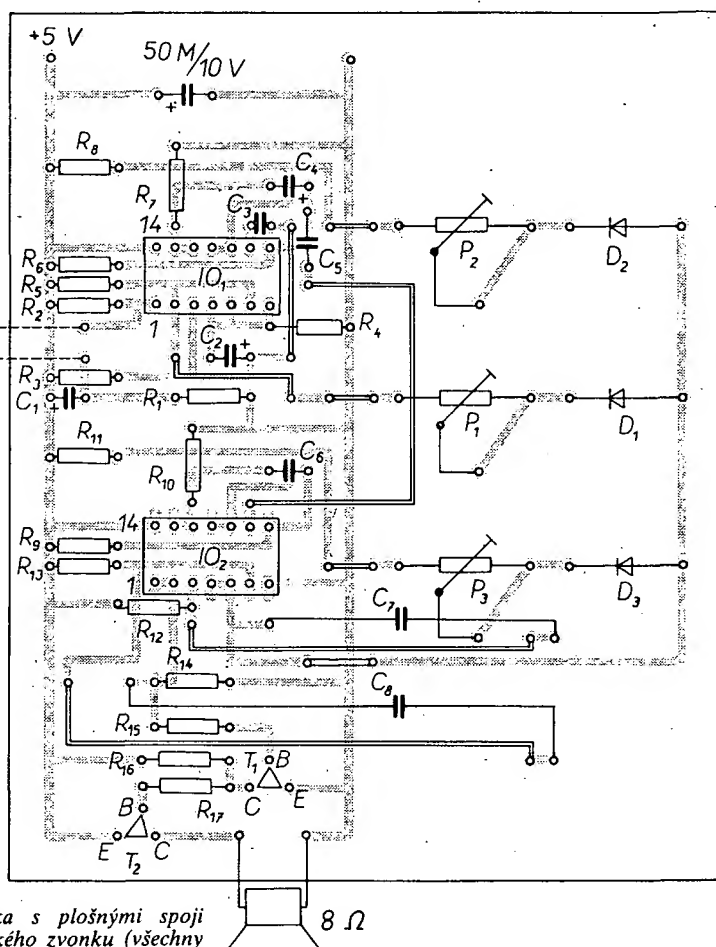 +5 V
50 M/10 V
+
R8
R7
C4
+
C3
14
C5
P2
D2
R6
IO1
R5
R2
1
C2
+
R4
R3
C1
+
R1
P1
D1
R11
R10
C6
14
R9
IO2
R13
1
P3
D3
R12
C7
R14
C8
R15
R16
T1
B
C
E
R17
B
E
C
T2
8 Ω
ka s plošnými spoji
kého zvonku (všechny